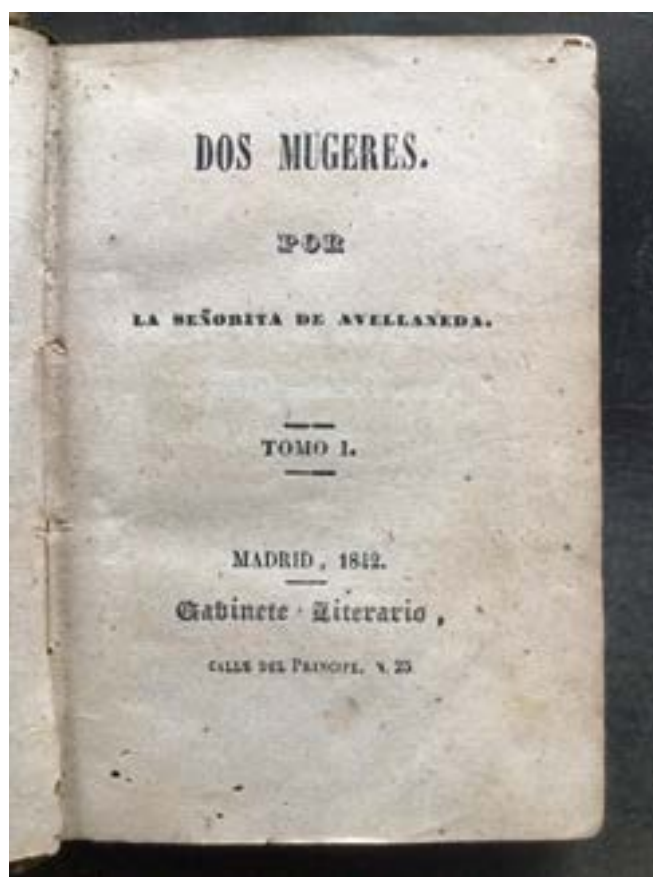 DOS MUGERES.
POR
LA SEÑORITA DE AVELLANEDA.
TOMO I.
MADRID, 1842.
Gabinete Literario,
CALLE DEL PRINCIPE, N. 25